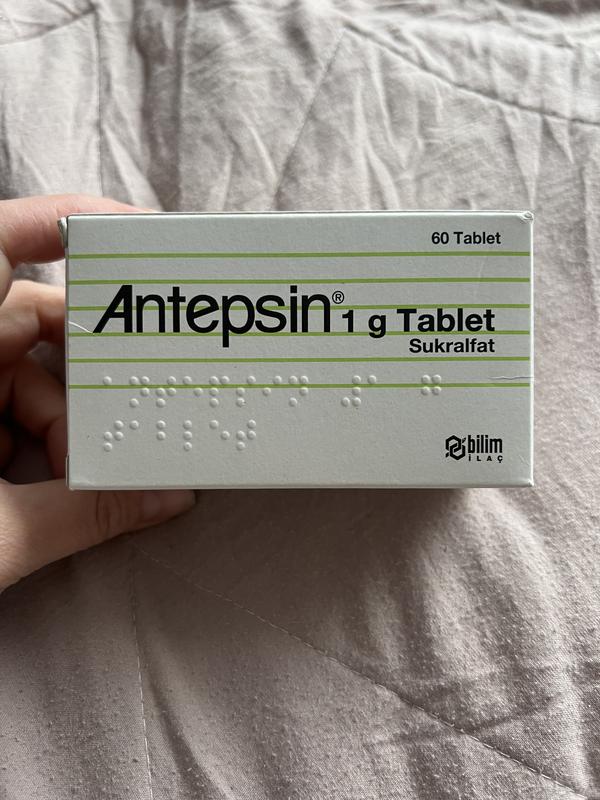 60 Tablet
Antepsin® 1 g Tablet
Sukralfat
bilim
İLAÇ